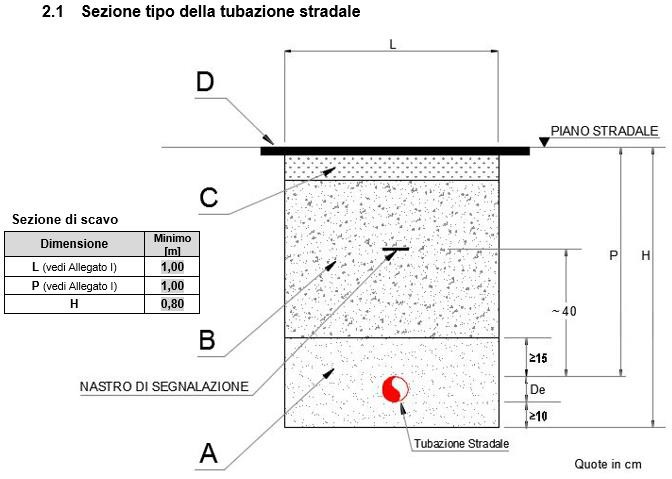 2.1 Sezione tipo della tubazione stradale
L
D
PIANO STRADALE
C
Sezione di scavo
Dimensione Minimo [m]
L (vedi Allegato I) 1,00
P (vedi Allegato I) 1,00
H 0,80
P
H
~40
B
≥15
NASTRO DI SEGNALAZIONE
De
≥10
A
Tubazione Stradale
Quote in cm